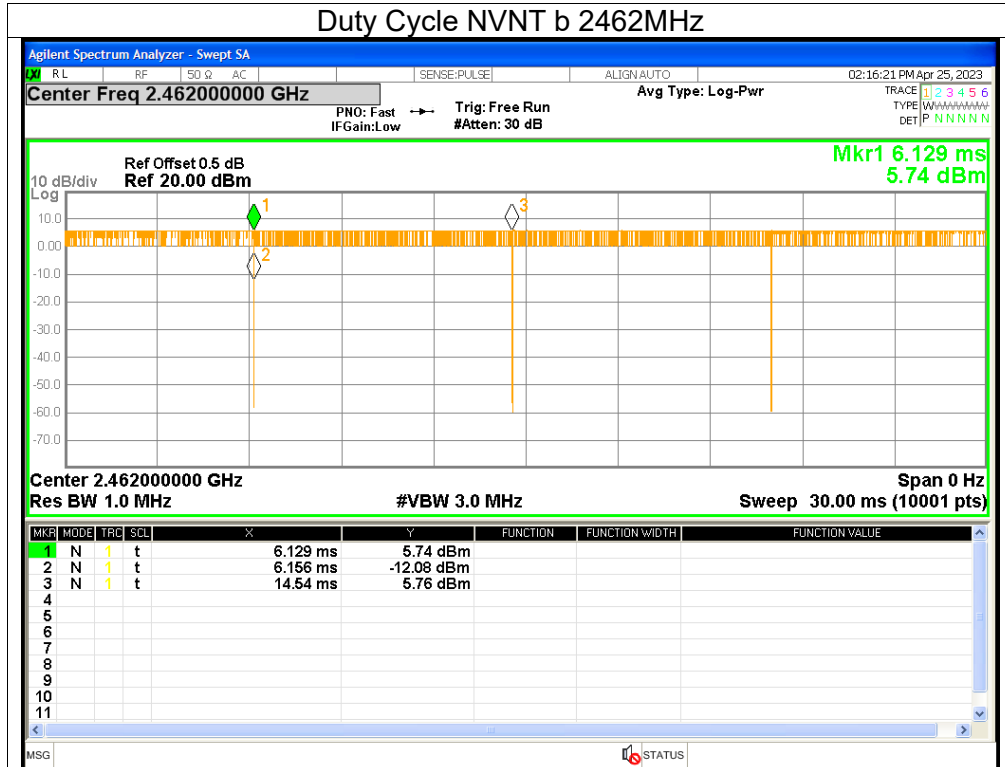 Duty Cycle NVNT b 2462MHz
Agilent Spectrum Analyzer - Swept SA
LXI RL RF 50 Ω AC SENSE:PULSE ALIGN AUTO 02:16:21 PM Apr 25, 2023
Center Freq 2.462000000 GHz
PNO: Fast
IFGain:Low
Trig: Free Run
#Atten: 30 dB
Avg Type: Log-Pwr
TRACE 1 2 3 4 5 6
TYPE WWWWWW
DET P N N N N N
Mkr1 6.129 ms
5.74 dBm
Ref Offset 0.5 dB
10 dB/div Ref 20.00 dBm
Log
1
3
10.0
0.00
2
-10.0
-20.0
-30.0
-40.0
-50.0
-60.0
-70.0
Center 2.462000000 GHz Span 0 Hz
Res BW 1.0 MHz #VBW 3.0 MHz Sweep 30.00 ms (10001 pts)
MKR MODE TRC SCL X Y FUNCTION FUNCTION WIDTH FUNCTION VALUE
1 N 1 t 6.129 ms 5.74 dBm
2 N 1 t 6.156 ms -12.08 dBm
3 N 1 t 14.54 ms 5.76 dBm
4
5
6
7
8
9
10
11
MSG STATUS